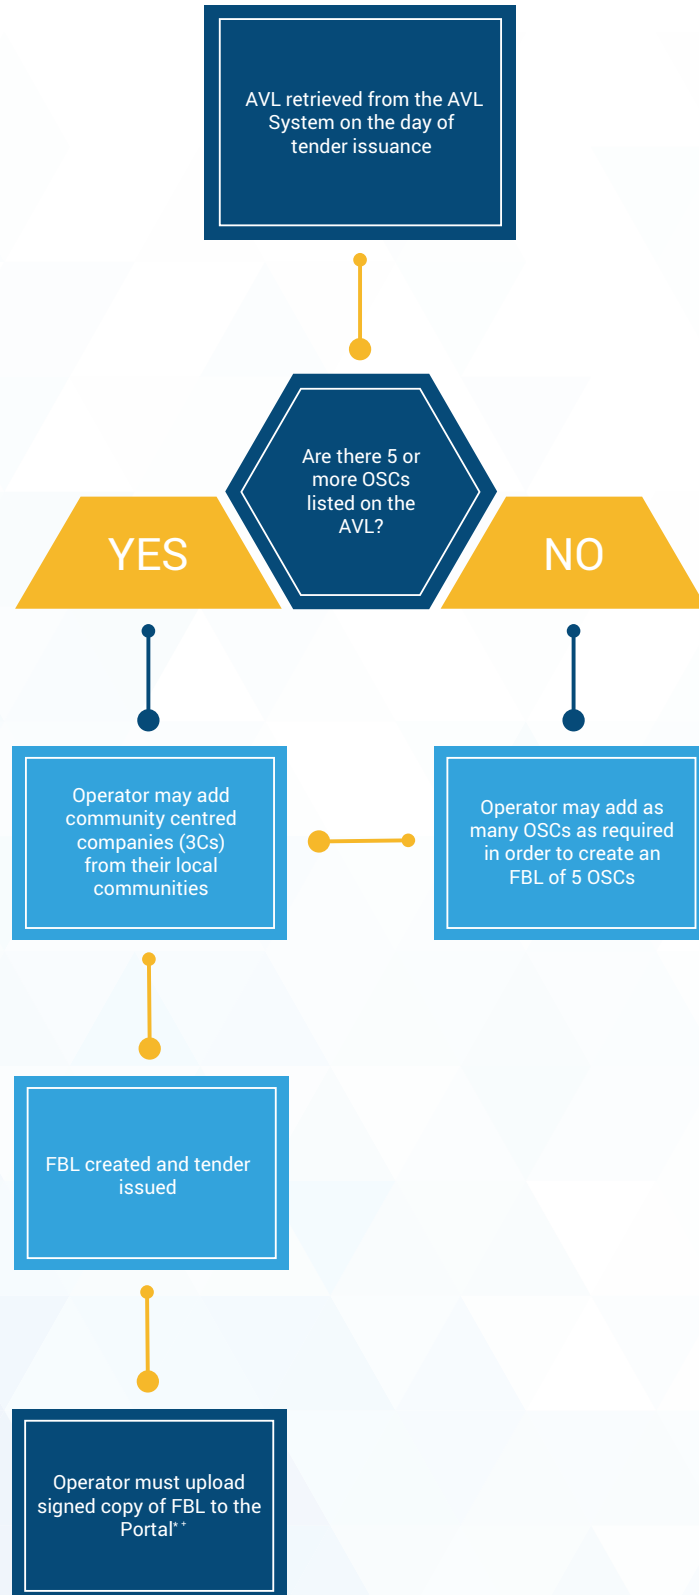 AVL retrieved from the AVL
System on the day of
tender issuance
Are there 5 or
more OSCs
listed on the
AVL?
YES
NO
Operator may add
community centred
companies (3Cs)
from their local
communities
Operator may add as
many OSCs as required
in order to create an
FBL of 5 OSCs
FBL created and tender
issued
Operator must upload
signed copy of FBL to the
Portal* +